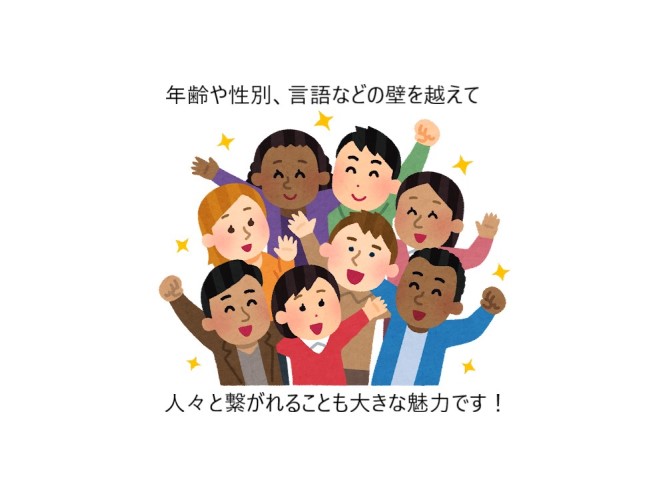 年齢や性別、言語などの壁を越えて
人々と繋がれることも大きな魅力です！